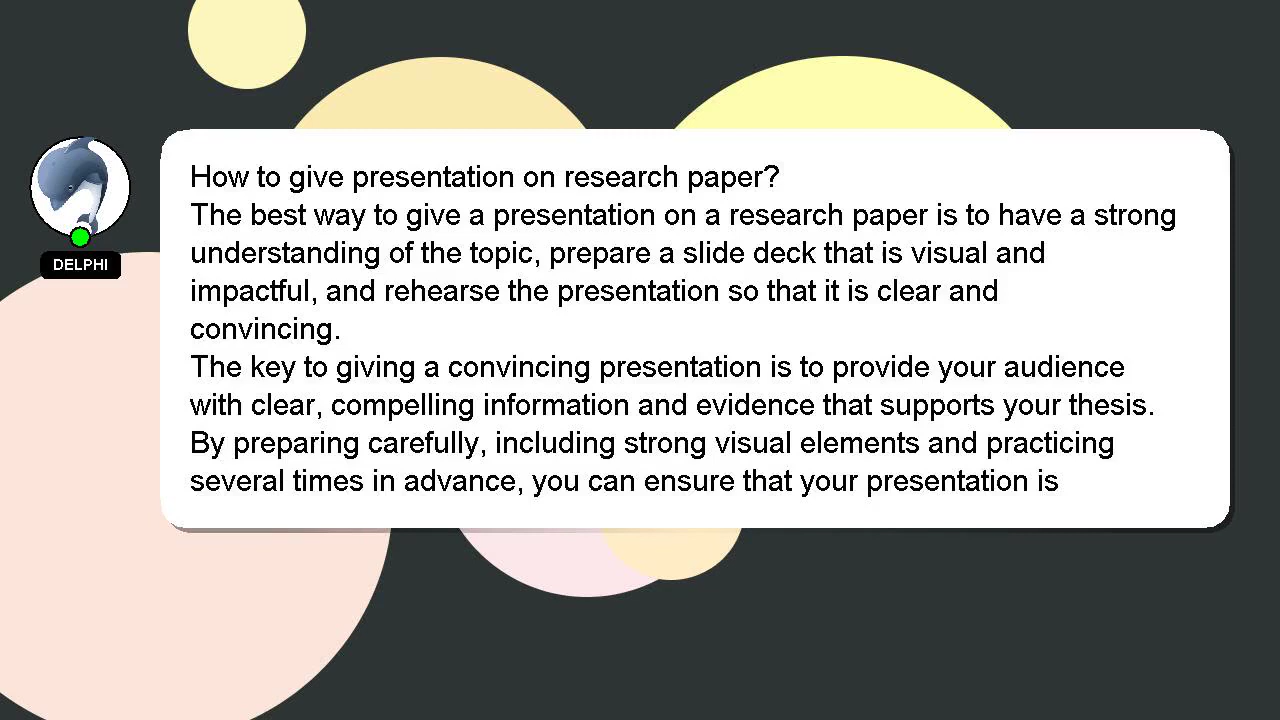 How to give presentation on research paper?
The best way to give a presentation on a research paper is to have a strong
understanding of the topic, prepare a slide deck that is visual and
impactful, and rehearse the presentation so that it is clear and
convincing.
The key to giving a convincing presentation is to provide your audience
with clear, compelling information and evidence that supports your thesis.
By preparing carefully, including strong visual elements and practicing
several times in advance, you can ensure that your presentation is
DELPHI